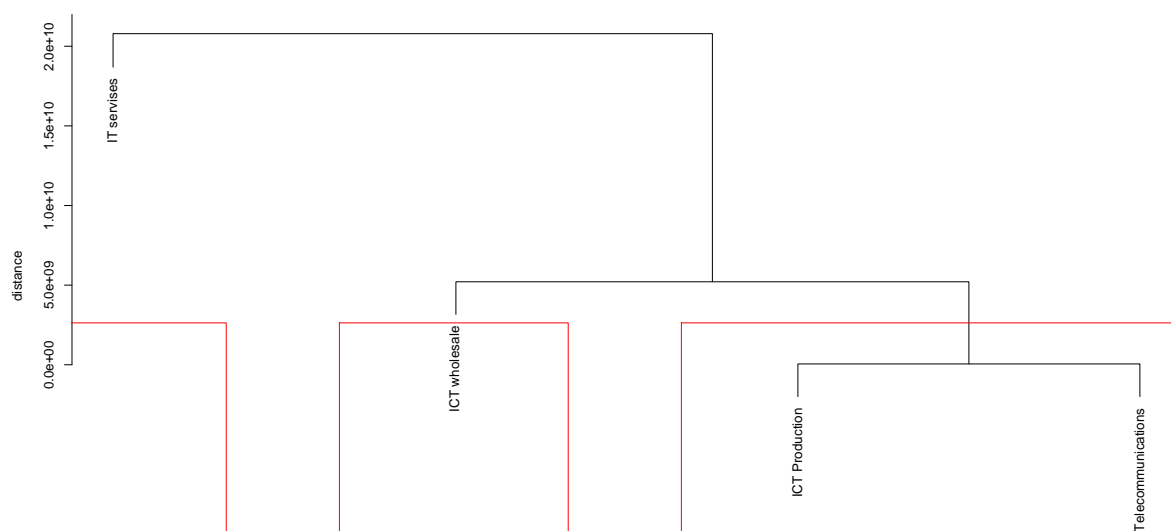 distance
2.0e+10
1.5e+10
1.0e+10
5.0e+09
0.0e+00
IT servises
ICT wholesale
ICT Production
Telecommunications